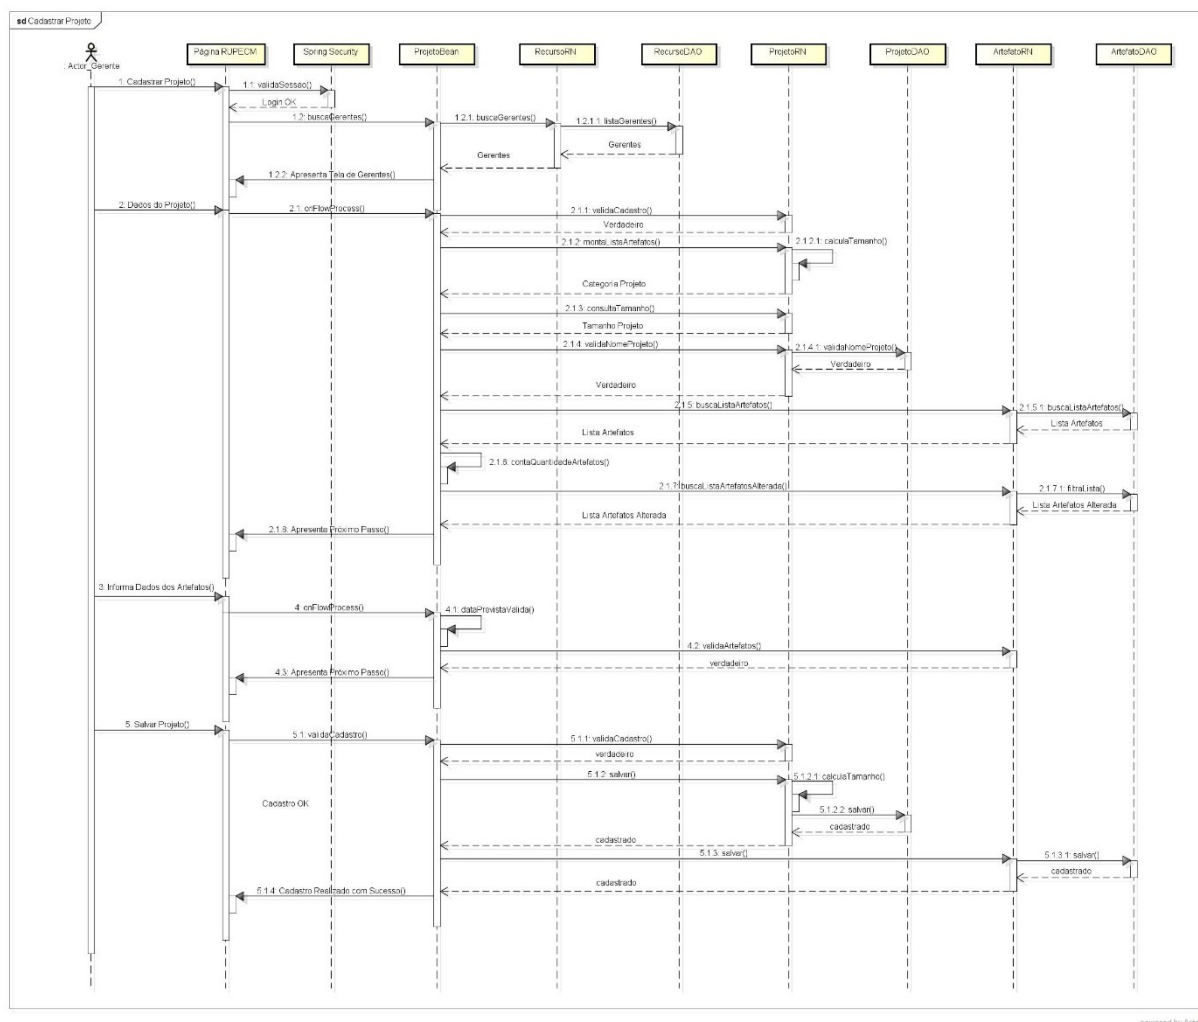 sd Cadastrar Projeto
: Actor_Gerente
Página RUPECM
Spring Security
ProjetoBean
RecursoRN
RecursoDAO
ProjetoRN
ProjetoDAO
ArtefatoRN
ArtefatoDAO
1: Cadastrar Projeto()
1.1: validaSessao()
Login OK
1.2: buscaGerentes()
1.2.1: buscaGerentes()
1.2.1.1: listaGerentes()
Gerentes
Gerentes
1.2.2: Apresenta Tela de Gerentes()
2: Dados do Projeto()
2.1: onFlowProcess()
2.1.1: validaCadastro()
Verdadeiro
2.1.2: montaListaArtefatos()
2.1.2.1: calculaTamanho()
Categoria Projeto
2.1.3: consultaTamanho()
Tamanho Projeto
2.1.4: validaNomeProjeto()
2.1.4.1: validaNomeProjeto()
Verdadeiro
Verdadeiro
2.1.5: buscaListaArtefatos()
2.1.5.1: buscaListaArtefatos()
Lista Artefatos
Lista Artefatos
2.1.6: contaQuantidadeArtefatos()
2.1.7: buscaListaArtefatosAlterada()
2.1.7.1: filtraLista()
Lista Artefatos Alterada
Lista Artefatos Alterada
2.1.8: Apresenta Próximo Passo()
3: Informa Dados dos Artefatos()
4: onFlowProcess()
4.1: dataPrevistaValida()
4.2: validaArtefatos()
verdadeiro
4.3: Apresenta Próximo Passo()
5: Salvar Projeto()
5.1: validaCadastro()
5.1.1: validaCadastro()
verdadeiro
5.1.2: salvar()
5.1.2.1: calculaTamanho()
Cadastro OK
5.1.2.2: salvar()
cadastrado
cadastrado
5.1.3: salvar()
5.1.3.1: salvar()
cadastrado
cadastrado
5.1.4: Cadastro Realizado com Sucesso()
powered by